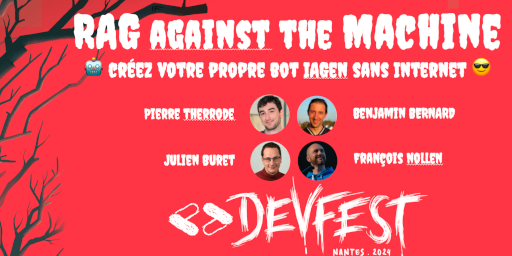 RAG AGAINST THE MACHINE
🤖 CRÉEZ VOTRE PROPRE BOT IAGEN SANS INTERNET 😎
PIERRE THERRODE
BENJAMIN BERNARD
JULIEN BURET
FRANÇOIS NOLLEN
DEVFEST
NANTES . 2024